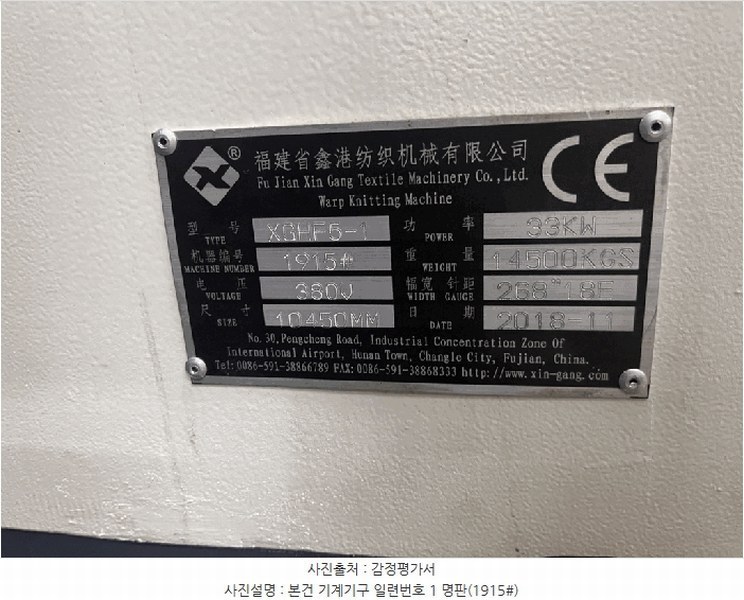 福建省鑫港纺织机械有限公司
Fu Jian Xin Gang Textile Machinery Co., Ltd.
Warp Knitting Machine
CE
型号 TYPE XGHF6-1 功率 POWER 33KW
机器编号 MACHINE NUMBER 1915# 重量 WEIGHT 14500KGS
电压 VOLTAGE 380V 幅宽 针距 WIDTH GAUGE 268"18F
尺寸 SIZE 10450MM 日期 DATE 2018-11
No.30, Pengcheng Road, Industrial Concentration Zone Of
International Airport, Hunan Town, Changle City, Fujian, China.
Tel: 0086-591-38866789 FAX: 0086-591-38868333 http://www.xin-gang.com
사진출처 : 감정평가서
사진설명 : 본건 기계기구 일련번호 1 명판(1915#)